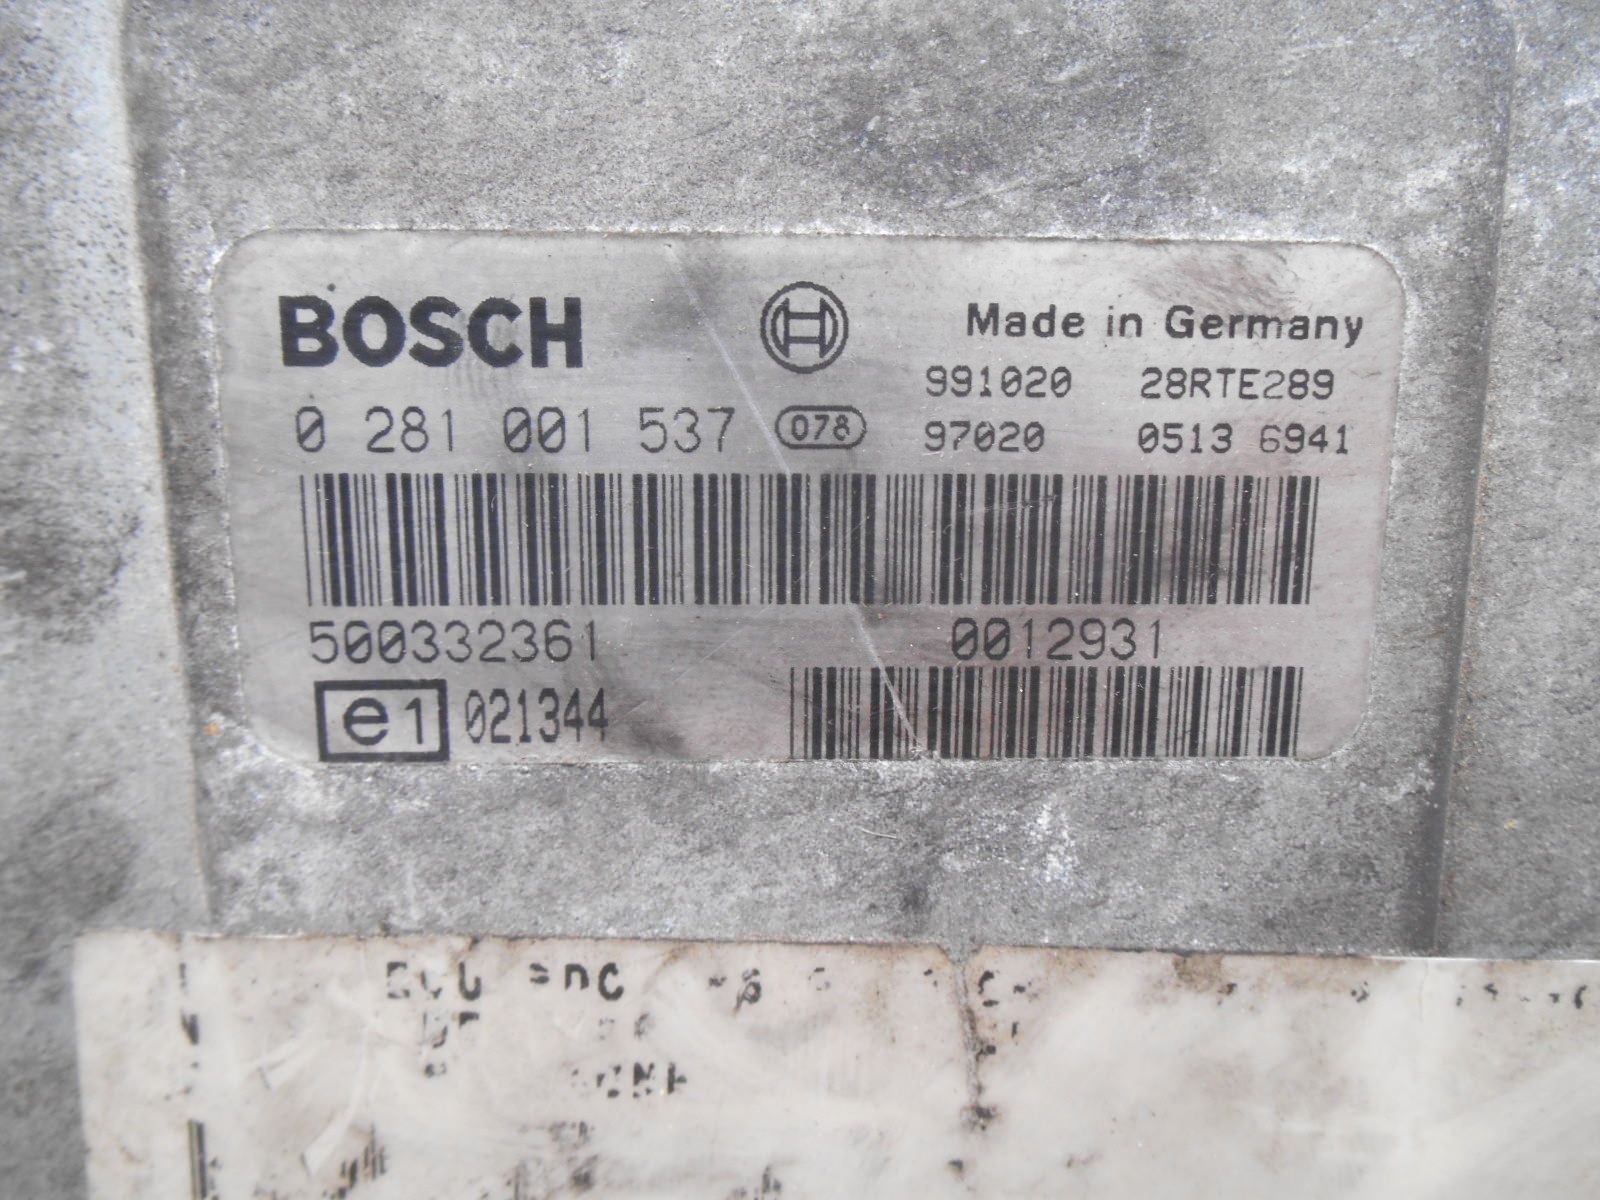 BOSCH
Made in Germany
991020 28RTE289
0 281 001 537 078 97020 0513 6941
500332361 0012931
e1 021344